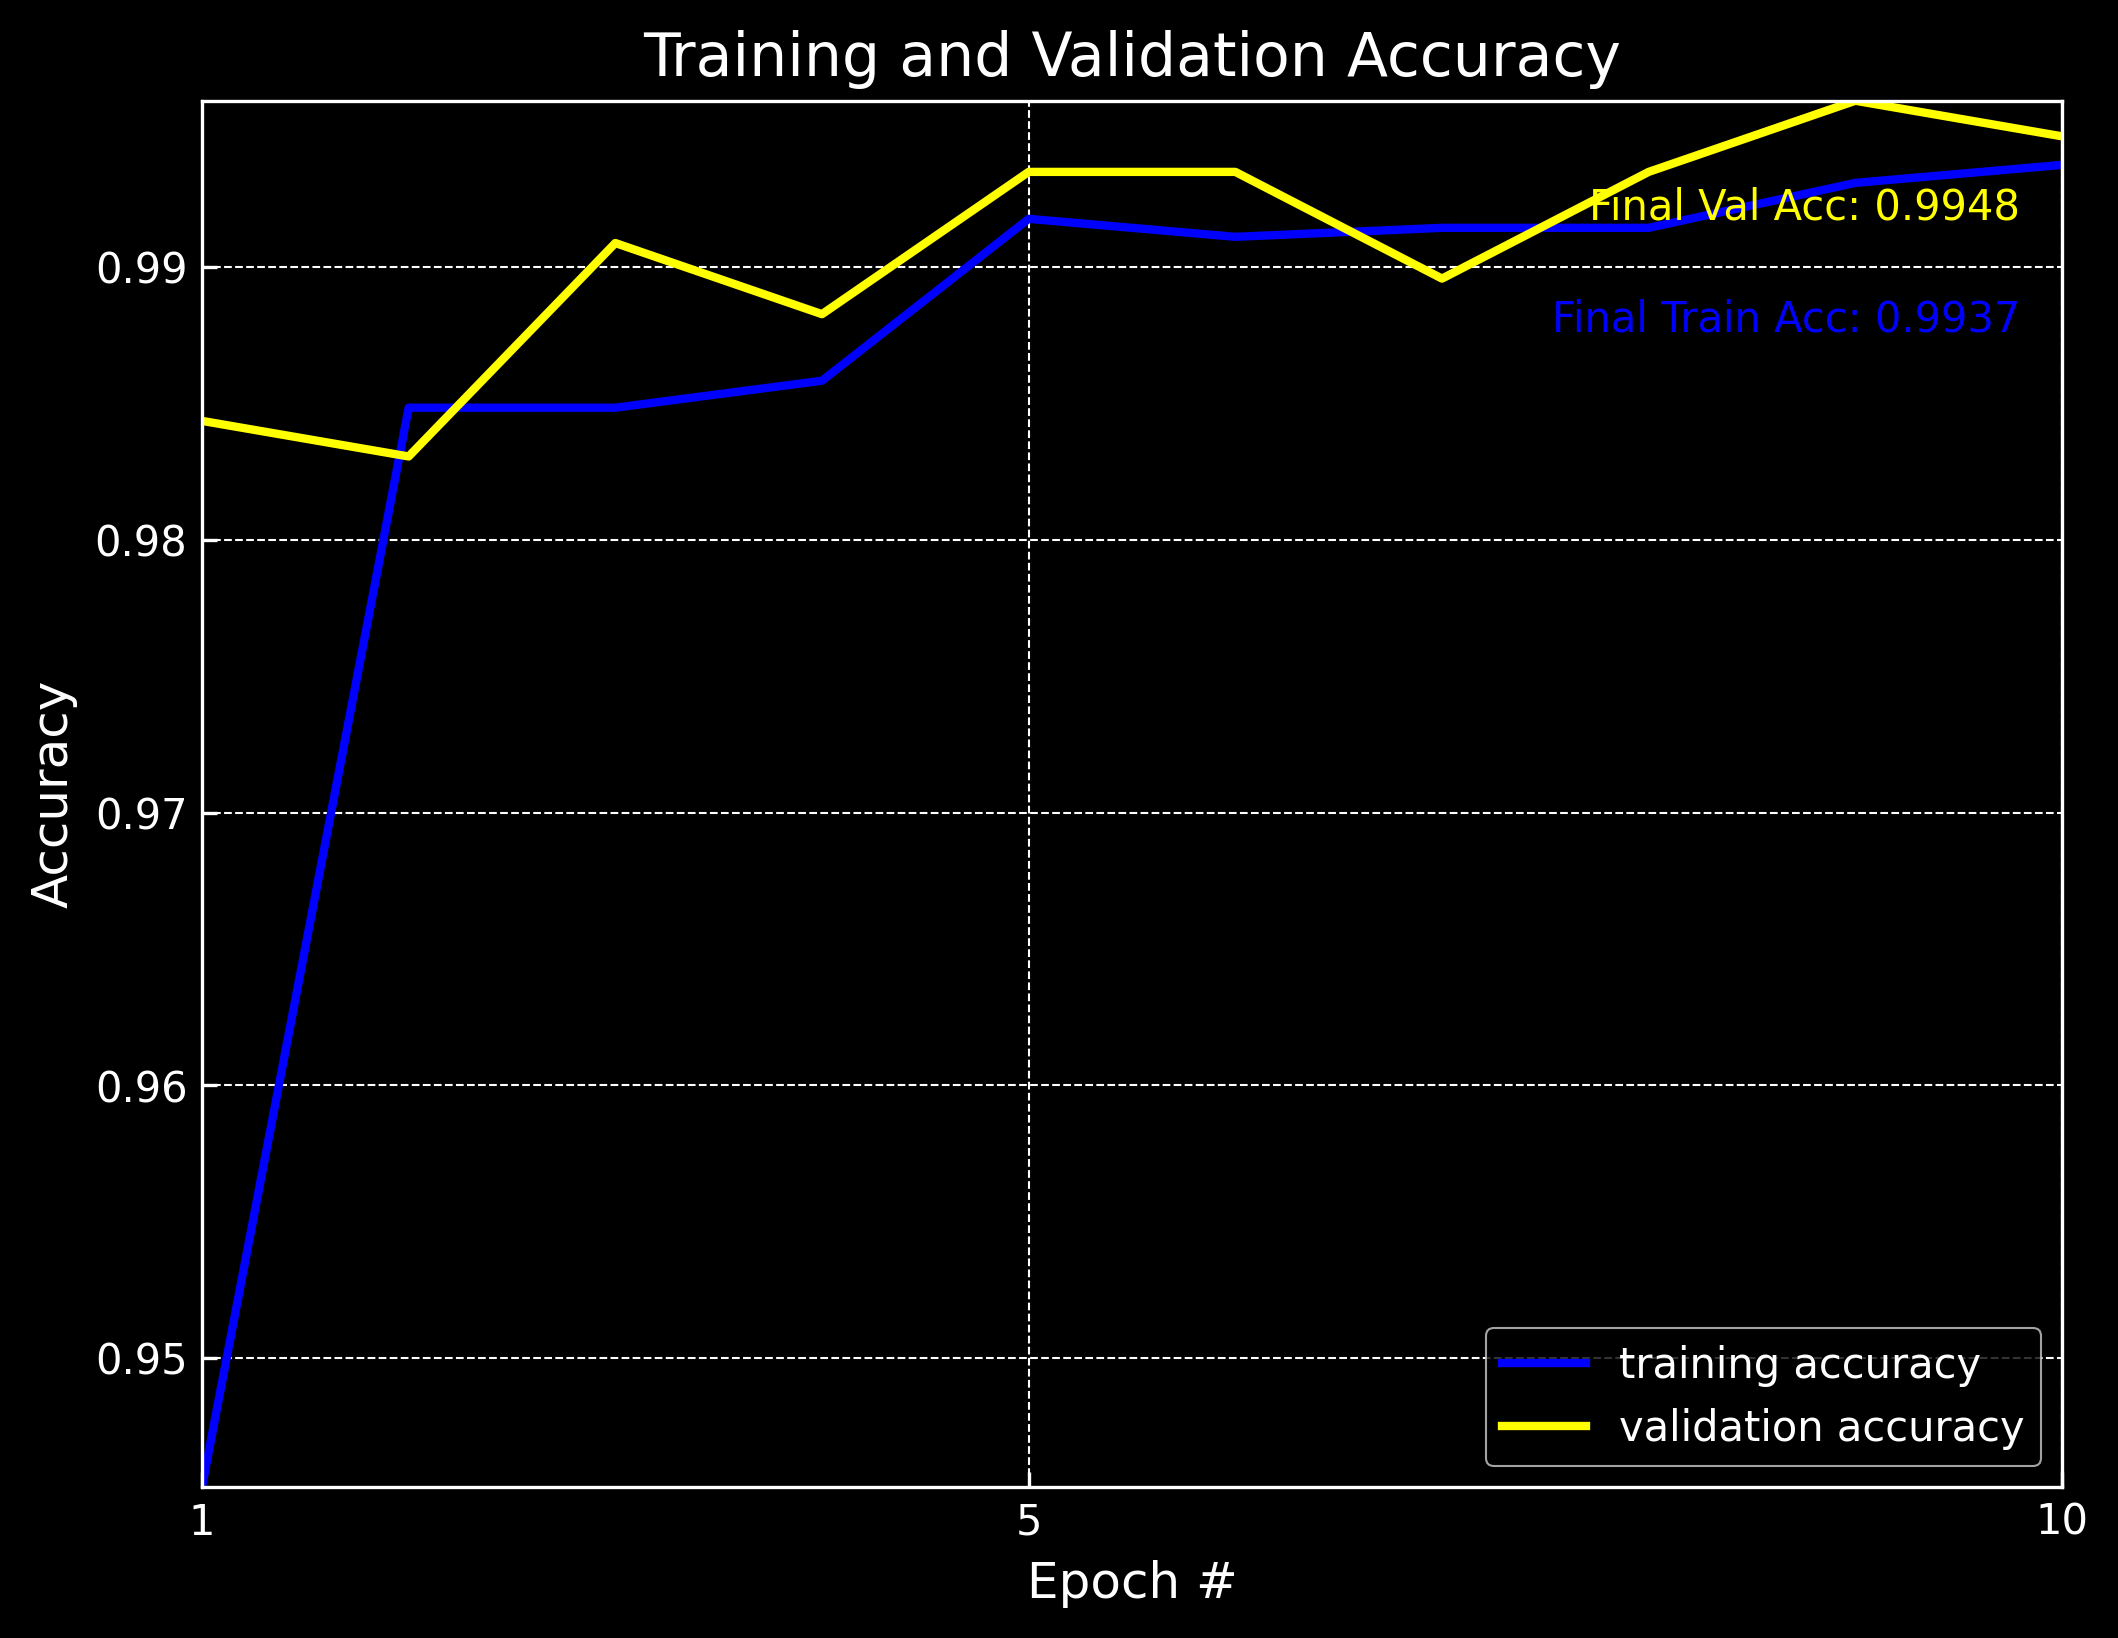 Training and Validation Accuracy
Final Val Acc: 0.9948
0.99
Final Train Acc: 0.9937
0.98
0.97
Accuracy
0.96
0.95
training accuracy
validation accuracy
1
5
10
Epoch #